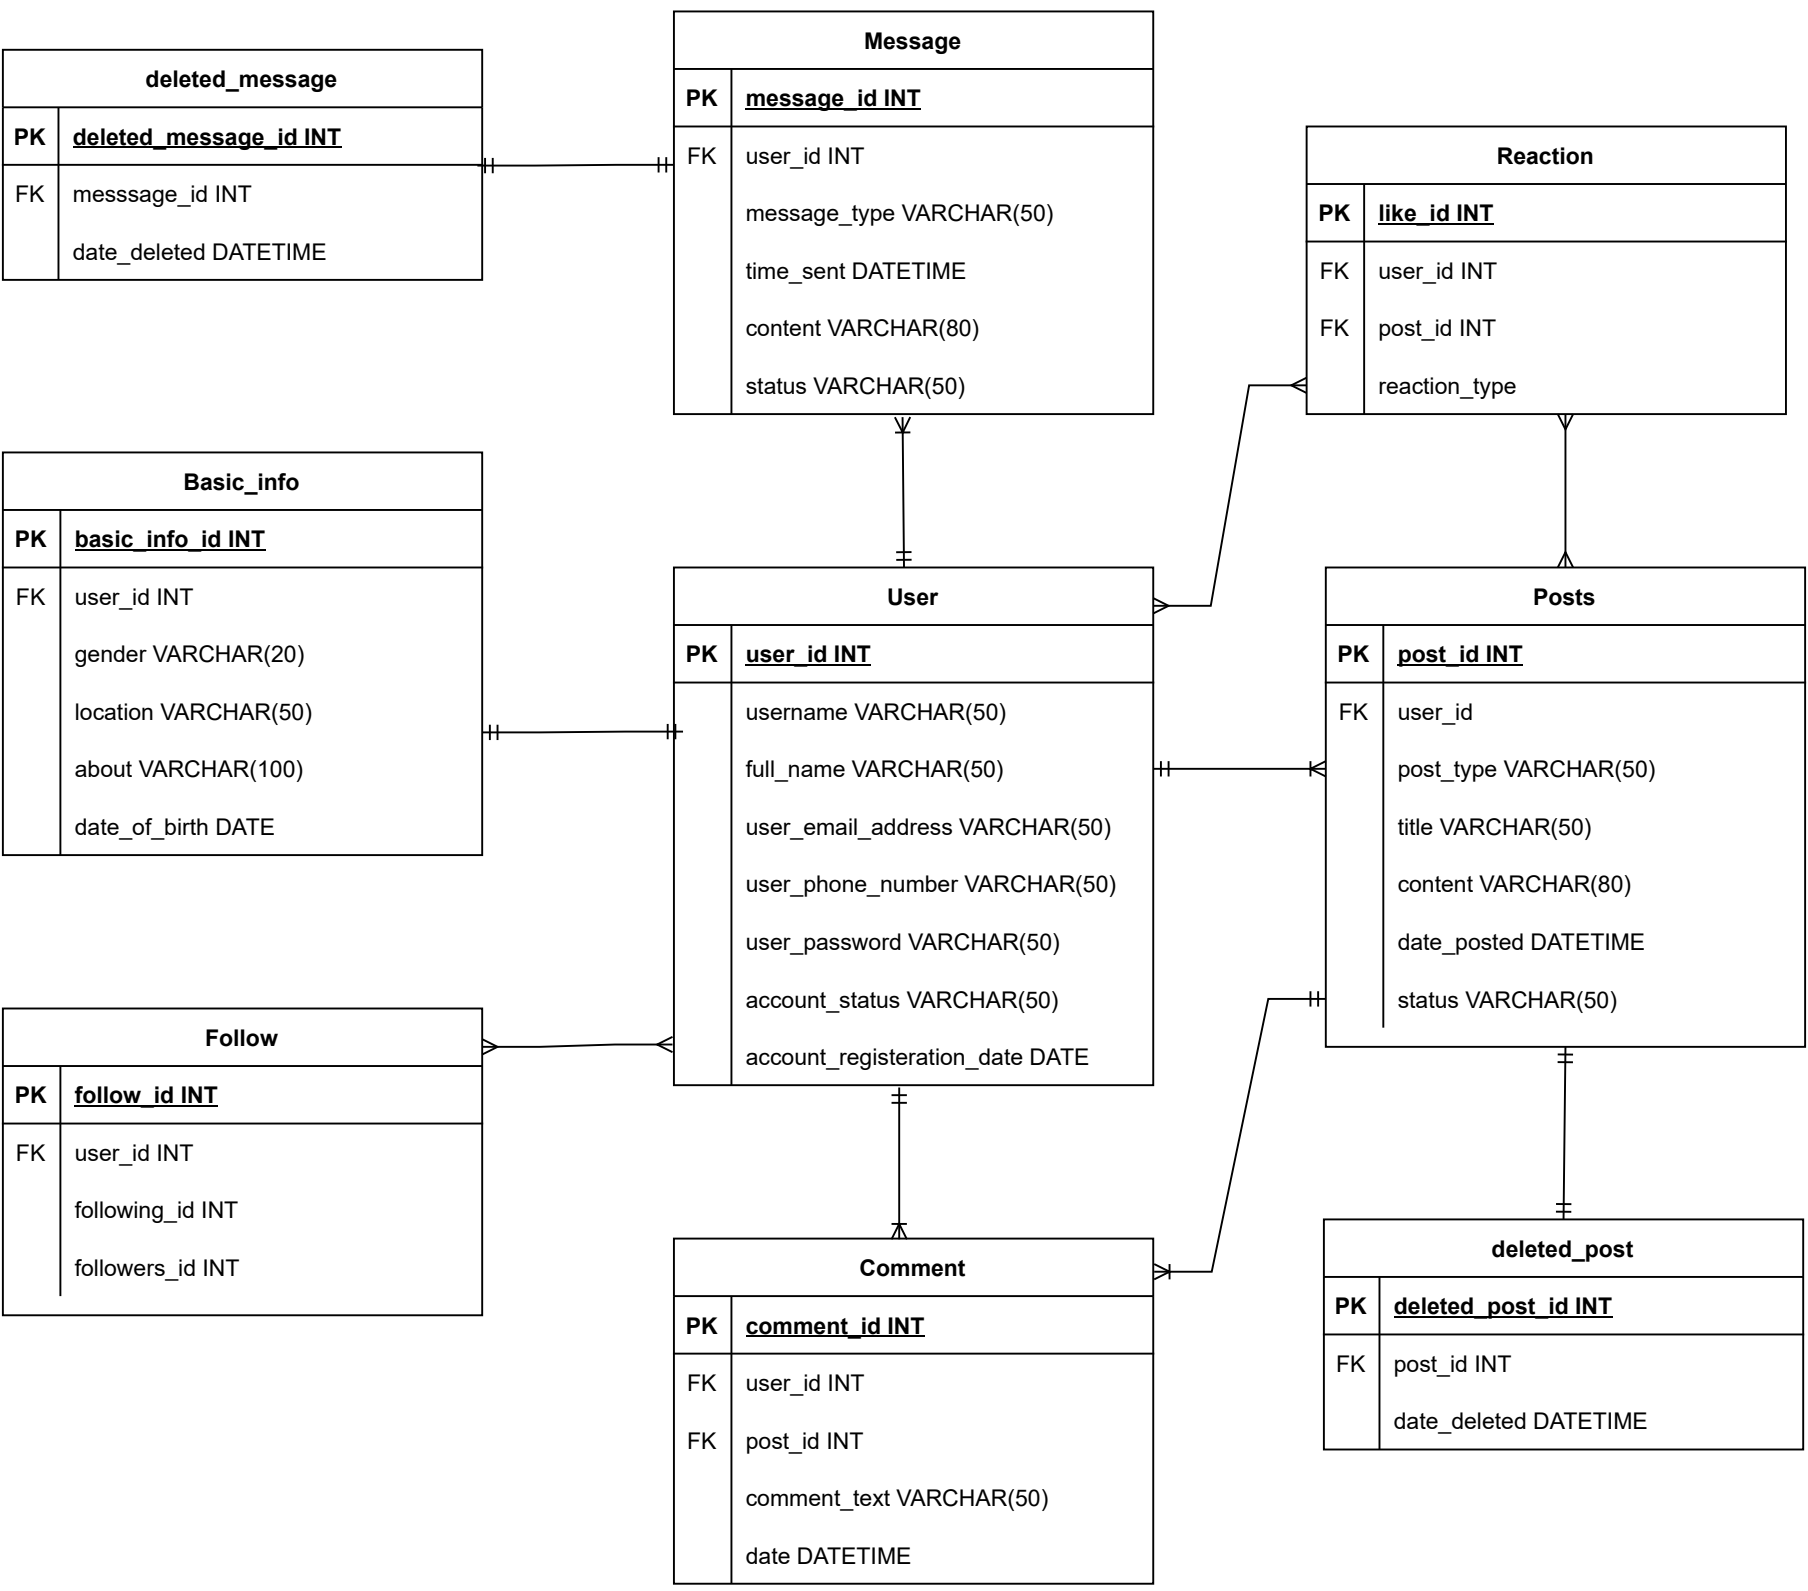 deleted_message
PK deleted_message_id INT
FK messsage_id INT
date_deleted DATETIME
Message
PK message_id INT
FK user_id INT
message_type VARCHAR(50)
time_sent DATETIME
content VARCHAR(80)
status VARCHAR(50)
Reaction
PK like_id INT
FK user_id INT
FK post_id INT
reaction_type
Basic_info
PK basic_info_id INT
FK user_id INT
gender VARCHAR(20)
location VARCHAR(50)
about VARCHAR(100)
date_of_birth DATE
User
PK user_id INT
username VARCHAR(50)
full_name VARCHAR(50)
user_email_address VARCHAR(50)
user_phone_number VARCHAR(50)
user_password VARCHAR(50)
account_status VARCHAR(50)
account_registeration_date DATE
Posts
PK post_id INT
FK user_id
post_type VARCHAR(50)
title VARCHAR(50)
content VARCHAR(80)
date_posted DATETIME
status VARCHAR(50)
Follow
PK follow_id INT
FK user_id INT
following_id INT
followers_id INT
Comment
PK comment_id INT
FK user_id INT
FK post_id INT
comment_text VARCHAR(50)
date DATETIME
deleted_post
PK deleted_post_id INT
FK post_id INT
date_deleted DATETIME